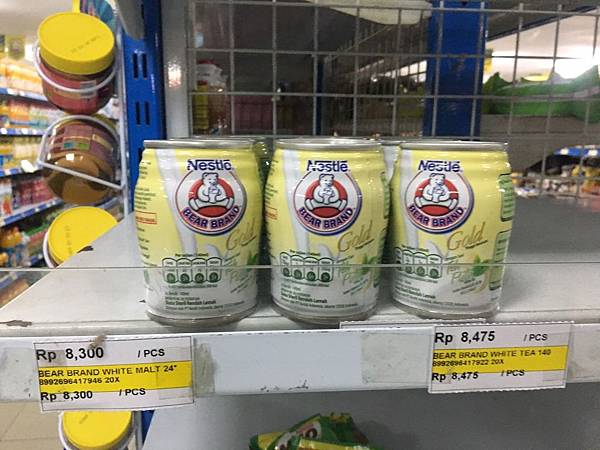 Nestlé
BEAR BRAND
Gold
Nestlé
BEAR BRAND
Gold
Nestlé
BEAR BRAND
Gold
Rp 8,300 / PCS
BEAR BRAND WHITE MALT 24*
8992696417946 20X
Rp 8,300 / PCS
Rp 8,475 / PCS
BEAR BRAND WHITE TEA 140
8992696417922 20X
Rp 8,475 / PCS